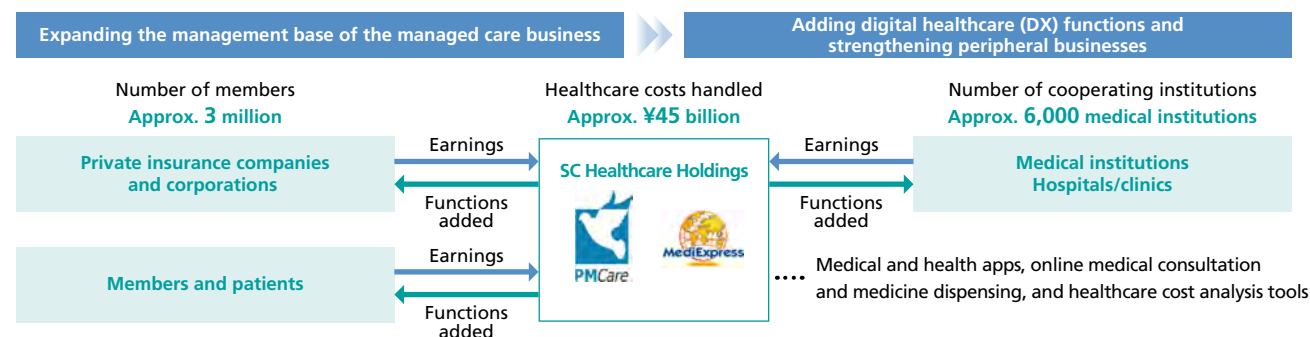 Expanding the management base of the managed care business
Adding digital healthcare (DX) functions and
strengthening peripheral businesses
Number of members
Approx. 3 million
Healthcare costs handled
Approx. ¥45 billion
Number of cooperating institutions
Approx. 6,000 medical institutions
Private insurance companies
and corporations
Earnings
Functions
added
SC Healthcare Holdings
PMCare
MediExpress
Earnings
Functions
added
Medical institutions
Hospitals/clinics
Members and patients
Earnings
Functions
added
.... Medical and health apps, online medical consultation
and medicine dispensing, and healthcare cost analysis tools